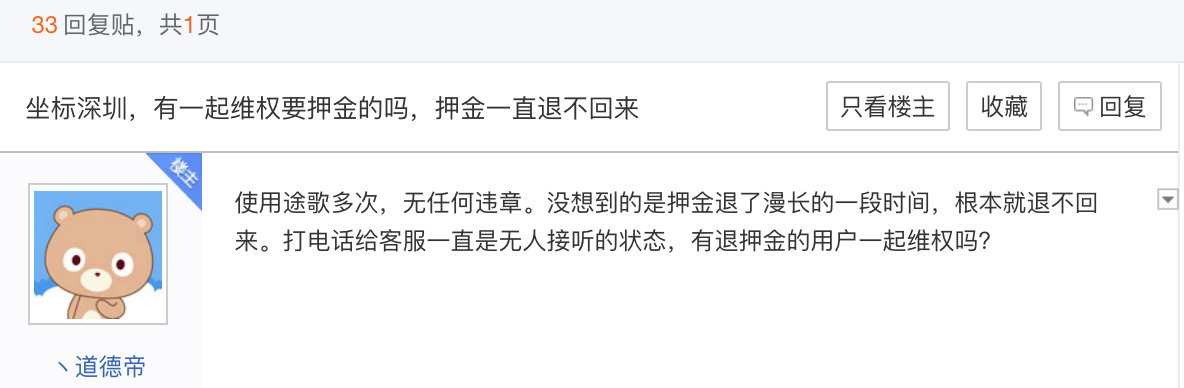 33回复贴，共1页
坐标深圳，有一起维权要押金的吗，押金一直退不回来
只看楼主
收藏
回复
楼主
使用途歌多次，无任何违章。没想到的是押金退了漫长的一段时间，根本就退不回
来。打电话给客服一直是无人接听的状态，有退押金的用户一起维权吗?
丶道德帝